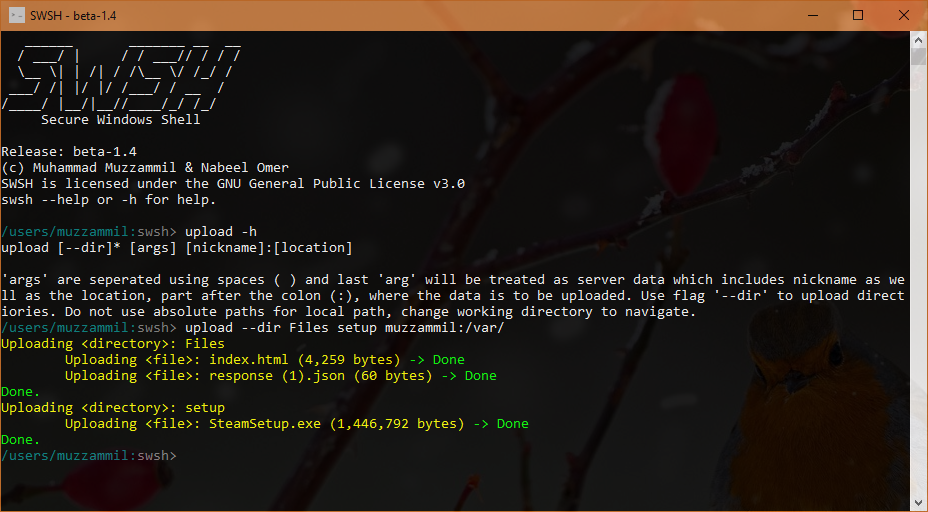 SWSH - beta-1.4
SWSH
Secure Windows Shell
Release: beta-1.4
(c) Muhammad Muzzammil & Nabeel Omer
SWSH is licensed under the GNU General Public License v3.0
swsh --help or -h for help.
/users/muzzammil:swsh> upload -h
upload [--dir]* [args] [nickname]:[location]
'args' are seperated using spaces ( ) and last 'arg' will be treated as server data which includes nickname as we
ll as the location, part after the colon (:), where the data is to be uploaded. Use flag '--dir' to upload direct
iories. Do not use absolute paths for local path, change working directory to navigate.
/users/muzzammil:swsh> upload --dir Files setup muzzammil:/var/
Uploading <directory>: Files
Uploading <file>: index.html (4,259 bytes) -> Done
Uploading <file>: response (1).json (60 bytes) -> Done
Done.
Uploading <directory>: setup
Uploading <file>: SteamSetup.exe (1,446,792 bytes) -> Done
Done.
/users/muzzammil:swsh>